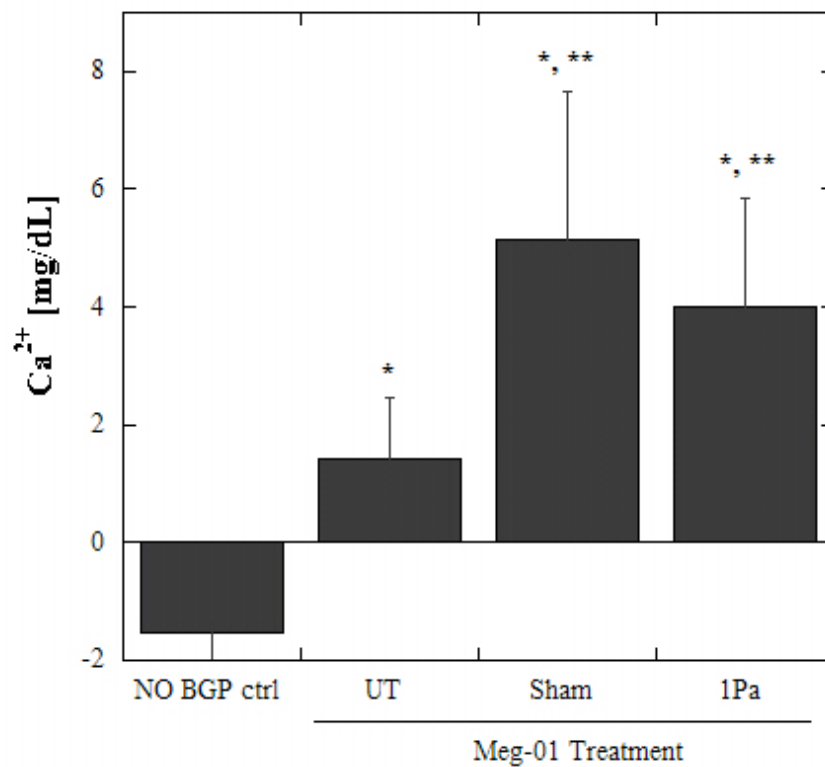 Ca2+ [mg/dL]
8
6
4
2
0
-2
*
*, **
*, **
NO BGP ctrl
UT
Sham
1Pa
Meg-01 Treatment